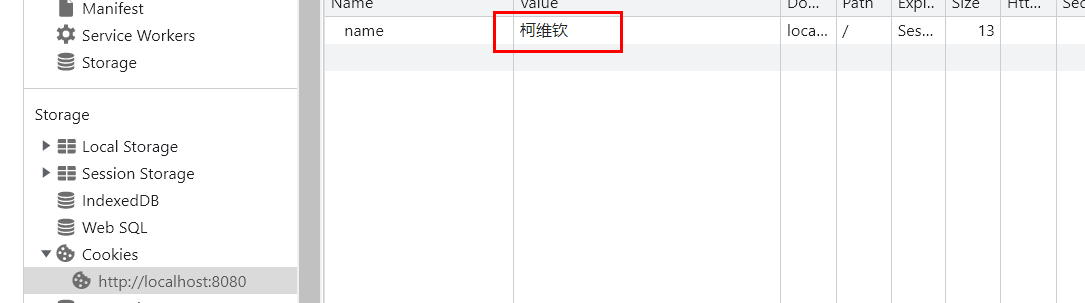 Manifest
Service Workers
Storage
Storage
Local Storage
Session Storage
IndexedDB
Web SQL
Cookies
http://localhost:8080
Name Value Do... Path Expi... Size Htt... Sec
name 柯维钦 loca... / Ses... 13